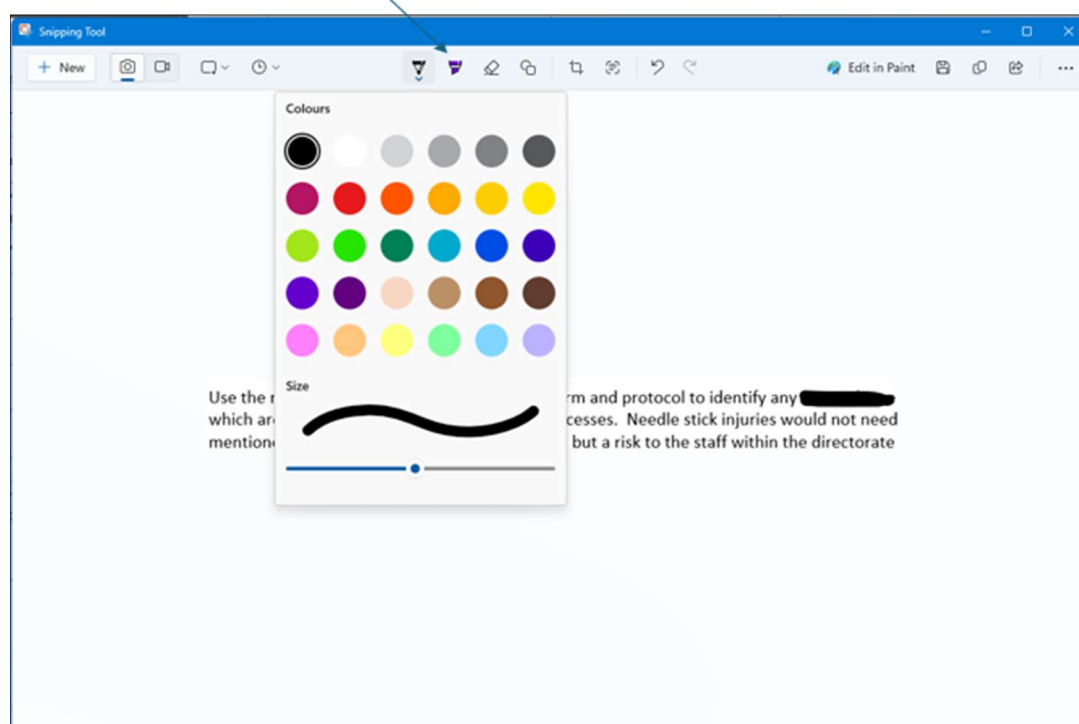 Snipping Tool
New
Edit in Paint
Colours
Size
Use the rm and protocol to identify any
which ar cesses. Needle stick injuries would not need
mention but a risk to the staff within the directorate